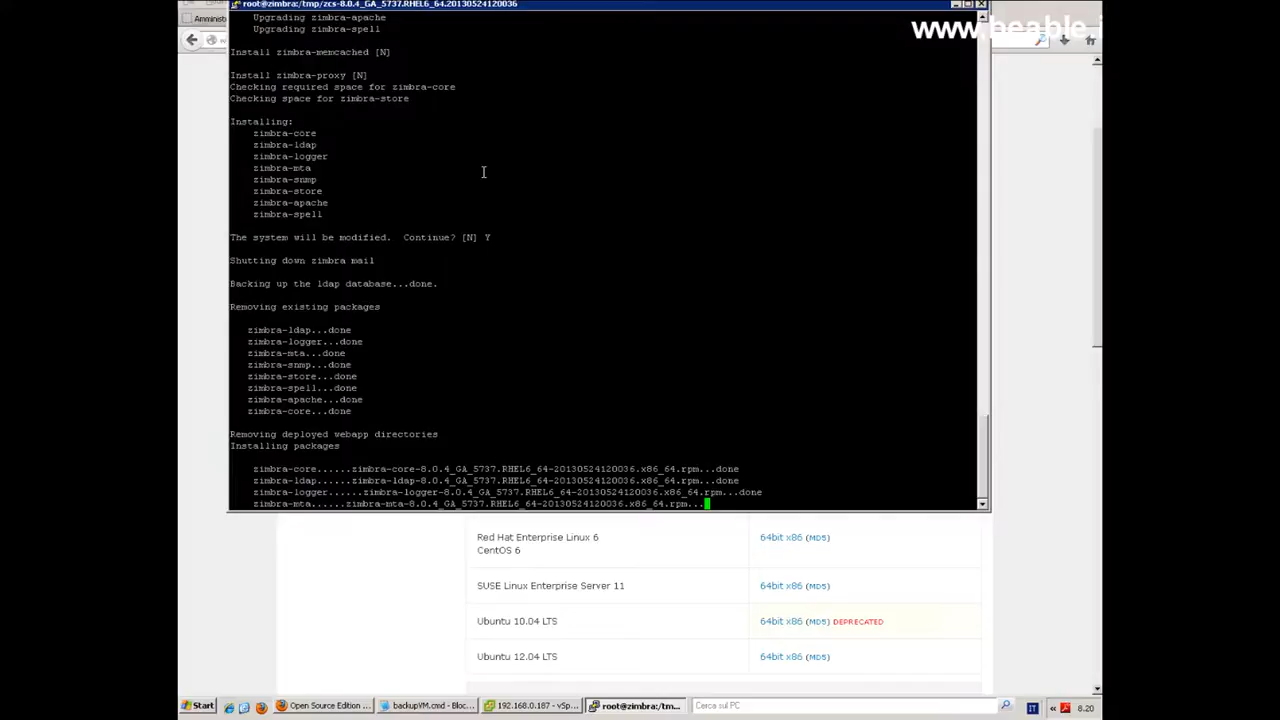 root@zimbra:/tmp/zcs-8.0.4_GA_5737.RHEL6_64.20130524120036
Amminist
www.beable.i
Upgrading zimbra-apache
Upgrading zimbra-spell
Install zimbra-memcached [N]
Install zimbra-proxy [N]
Checking required space for zimbra-core
Checking space for zimbra-store
Installing:
zimbra-core
zimbra-ldap
zimbra-logger
zimbra-mta
zimbra-snmp
zimbra-store
zimbra-apache
zimbra-spell
The system will be modified.  Continue? [N] Y
Shutting down zimbra mail
Backing up the ldap database...done.
Removing existing packages
zimbra-ldap...done
zimbra-logger...done
zimbra-mta...done
zimbra-snmp...done
zimbra-store...done
zimbra-spell...done
zimbra-apache...done
zimbra-core...done
Removing deployed webapp directories
Installing packages
zimbra-core......zimbra-core-8.0.4_GA_5737.RHEL6_64-20130524120036.x86_64.rpm...done
zimbra-ldap......zimbra-ldap-8.0.4_GA_5737.RHEL6_64-20130524120036.x86_64.rpm...done
zimbra-logger......zimbra-logger-8.0.4_GA_5737.RHEL6_64-20130524120036.x86_64.rpm...done
zimbra-mta......zimbra-mta-8.0.4_GA_5737.RHEL6_64-20130524120036.x86_64.rpm...
Red Hat Enterprise Linux 6
CentOS 6
64bit x86 (MD5)
SUSE Linux Enterprise Server 11 64bit x86 (MD5)
Ubuntu 10.04 LTS 64bit x86 (MD5) DEPRECATED
Ubuntu 12.04 LTS 64bit x86 (MD5)
Start Open Source Edition ... backupVM.cmd - Bloc... 192.168.0.187 - vSp... root@zimbra:/tm... Cerca sul PC IT « 8.20